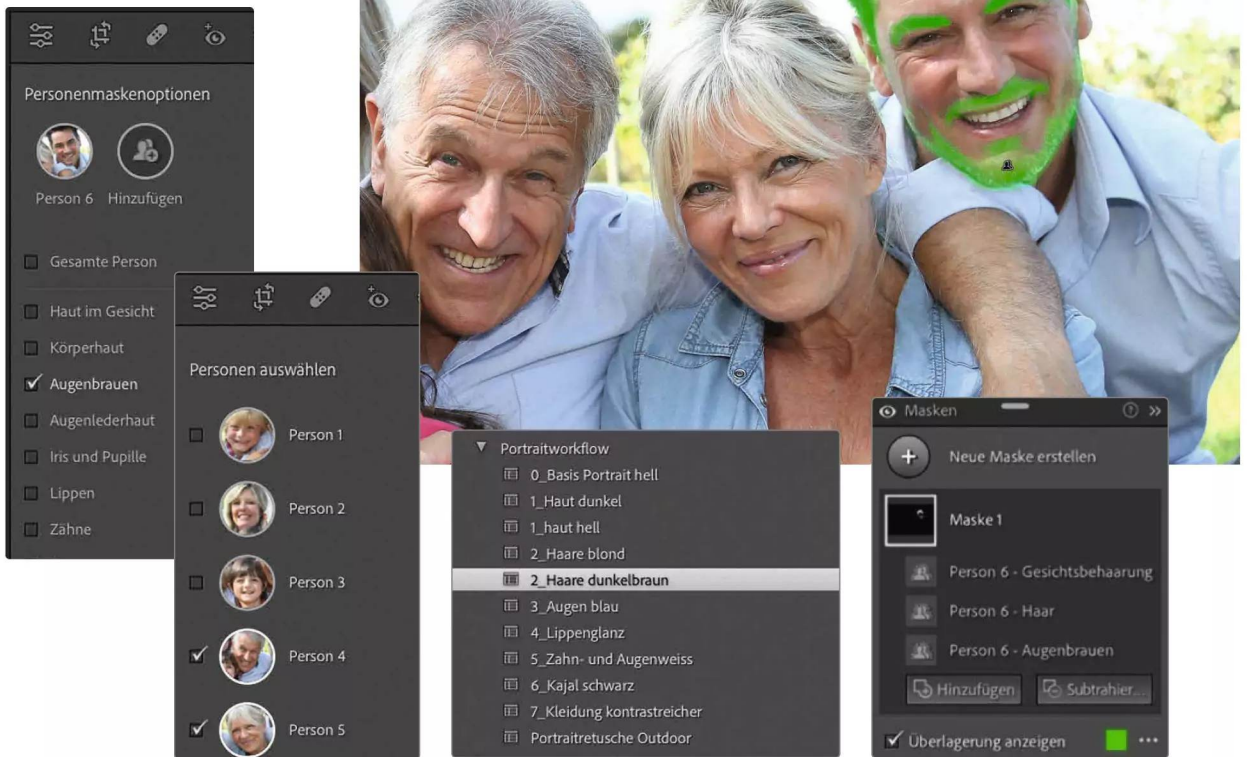 Personenmaskenoptionen
Person 6 Hinzufügen
Gesamte Person
Haut im Gesicht
Körperhaut
Augenbrauen
Augenlederhaut
Iris und Pupille
Lippen
Zähne
Personen auswählen
Person 1
Person 2
Person 3
Person 4
Person 5
Portraitworkflow
0_Basis Portrait hell
1_Haut dunkel
1_haut hell
2_Haare blond
2_Haare dunkelbraun
3_Augen blau
4_Lippenglanz
5_Zahn- und Augenweiss
6_Kajal schwarz
7_Kleidung kontrastreicher
Portraitretusche Outdoor
Masken
Neue Maske erstellen
Maske 1
Person 6 - Gesichtsbehaarung
Person 6 - Haar
Person 6 - Augenbrauen
Hinzufügen Subtrahier...
Überlagerung anzeigen